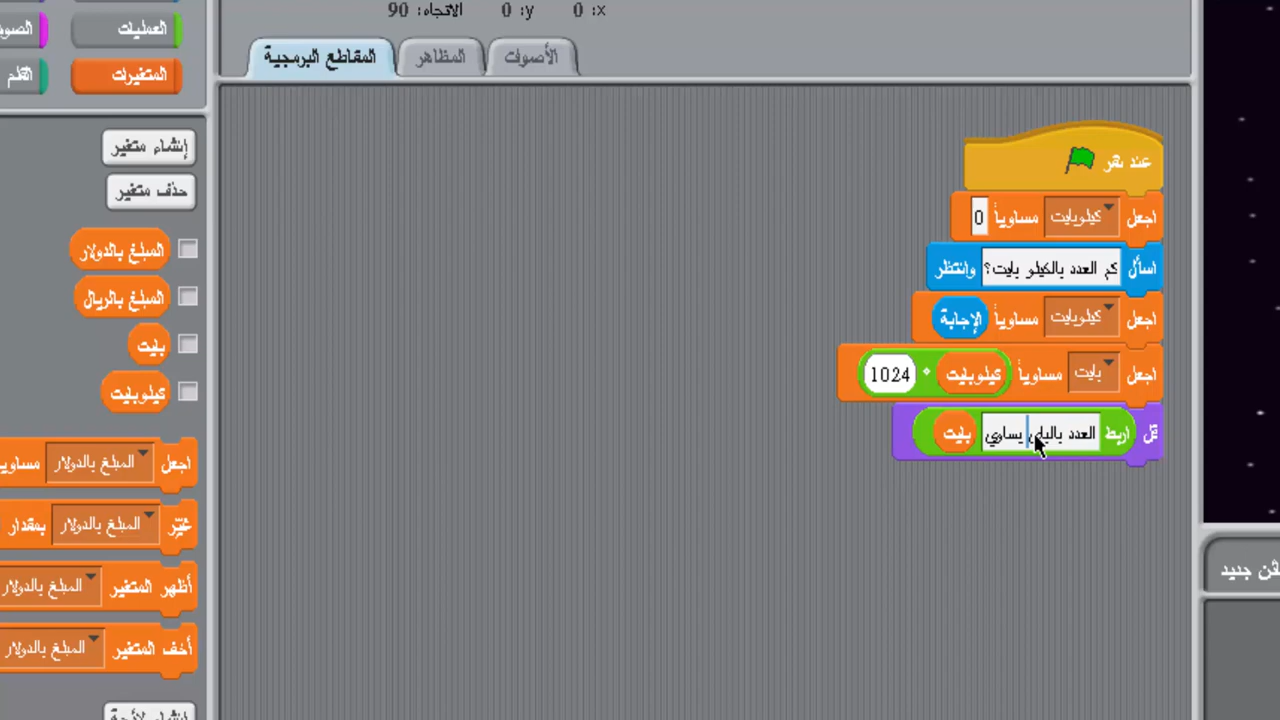 x: 0 y: 0 الاتجاه: 90
المقاطع البرمجية المظاهر الأصوات
العمليات
المتغيرات القلم
إنشاء متغير
حذف متغير
المبلغ بالدولار
المبلغ بالريال
بايت
كيلوبايت
اجعل المبلغ بالدولار
غيّر المبلغ بالدولار بمقدار
أظهر المتغير المبلغ بالدولار
أخف المتغير المبلغ بالدولار
عند نقر
اجعل كيلوبايت مساوياً 0
اسأل كم العدد بالكيلو بايت؟ وانتظر
اجعل كيلوبايت مساوياً الإجابة
اجعل بايت مساوياً كيلوبايت * 1024
قل اربط العدد يساوي بايت
جديد